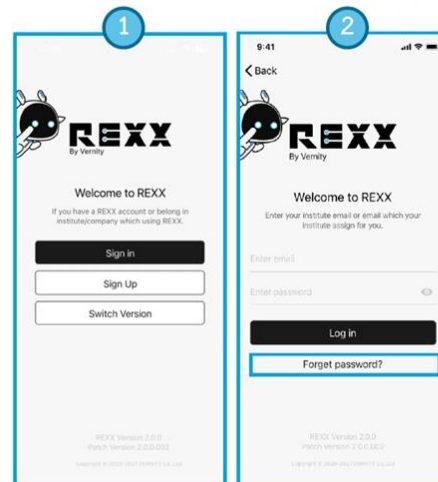 1
REXX
By Vernity
Welcome to REXX
If you have a REXX account or belong in
institute/company which using REXX.
Sign in
Sign Up
Switch Version
REXX Version 2.0.0
Patch Version 2.0.0.002
2
9:41
Back
REXX
By Vernity
Welcome to REXX
Enter your institute email or email which your
institute assign for you.
Enter email
Enter password
Log in
Forget password?
REXX Version 2.0.0
Patch Version 2.0.0.002